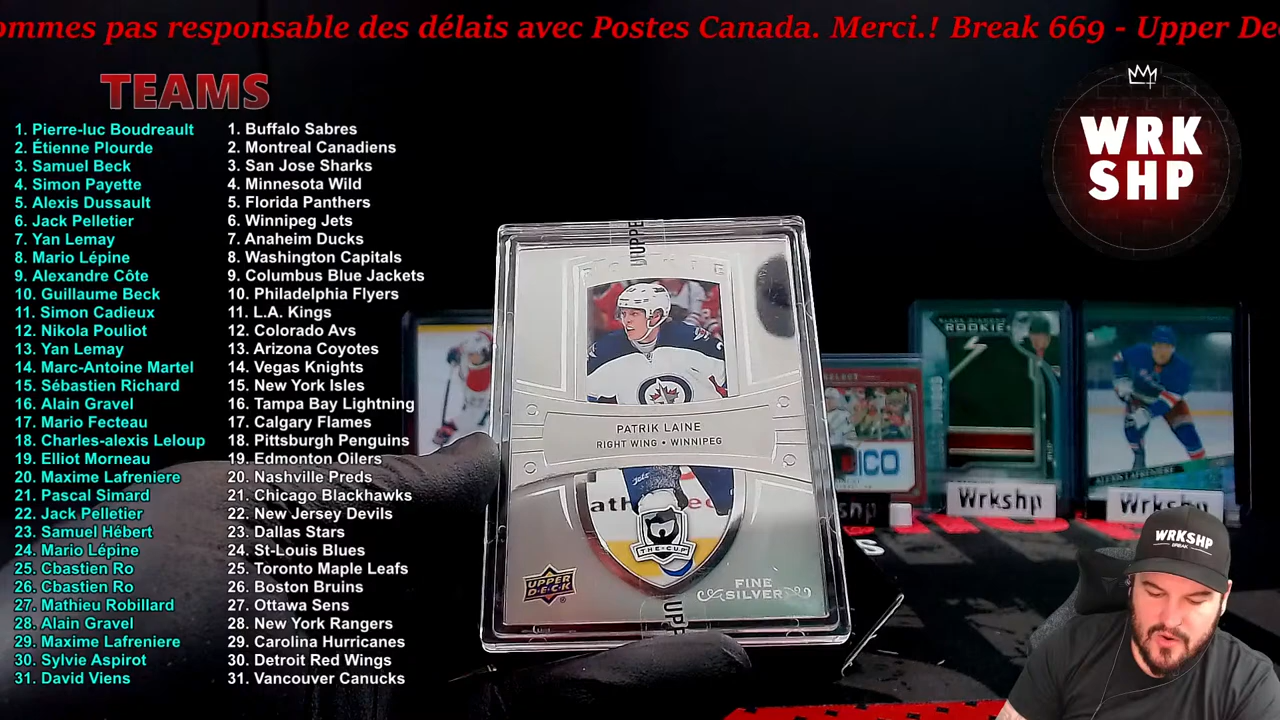 ommes pas responsable des délais avec Postes Canada. Merci.! Break 669 - Upper De
TEAMS
1. Pierre-luc Boudreault
2. Étienne Plourde
3. Samuel Beck
4. Simon Payette
5. Alexis Dussault
6. Jack Pelletier
7. Yan Lemay
8. Mario Lépine
9. Alexandre Côte
10. Guillaume Beck
11. Simon Cadieux
12. Nikola Pouliot
13. Yan Lemay
14. Marc-Antoine Martel
15. Sébastien Richard
16. Alain Gravel
17. Mario Fecteau
18. Charles-alexis Leloup
19. Elliot Morneau
20. Maxime Lafreniere
21. Pascal Simard
22. Jack Pelletier
23. Samuel Hébert
24. Mario Lépine
25. Cbastien Ro
26. Cbastien Ro
27. Mathieu Robillard
28. Alain Gravel
29. Maxime Lafreniere
30. Sylvie Aspirot
31. David Viens
1. Buffalo Sabres
2. Montreal Canadiens
3. San Jose Sharks
4. Minnesota Wild
5. Florida Panthers
6. Winnipeg Jets
7. Anaheim Ducks
8. Washington Capitals
9. Columbus Blue Jackets
10. Philadelphia Flyers
11. L.A. Kings
12. Colorado Avs
13. Arizona Coyotes
14. Vegas Knights
15. New York Isles
16. Tampa Bay Lightning
17. Calgary Flames
18. Pittsburgh Penguins
19. Edmonton Oilers
20. Nashville Preds
21. Chicago Blackhawks
22. New Jersey Devils
23. Dallas Stars
24. St-Louis Blues
25. Toronto Maple Leafs
26. Boston Bruins
27. Ottawa Sens
28. New York Rangers
29. Carolina Hurricanes
30. Detroit Red Wings
31. Vancouver Canucks
WRK
SHP
UPPE
ROOKIE
PATRIK LAINE
RIGHT WING • WINNIPEG
THE CUP
UPPER
DECK
FINE
SILVER
UPP
ROOKIE
Wrkshp
ALEXIS LAFRENIÈRE
Wrkshp
WRKSHP
BREAK